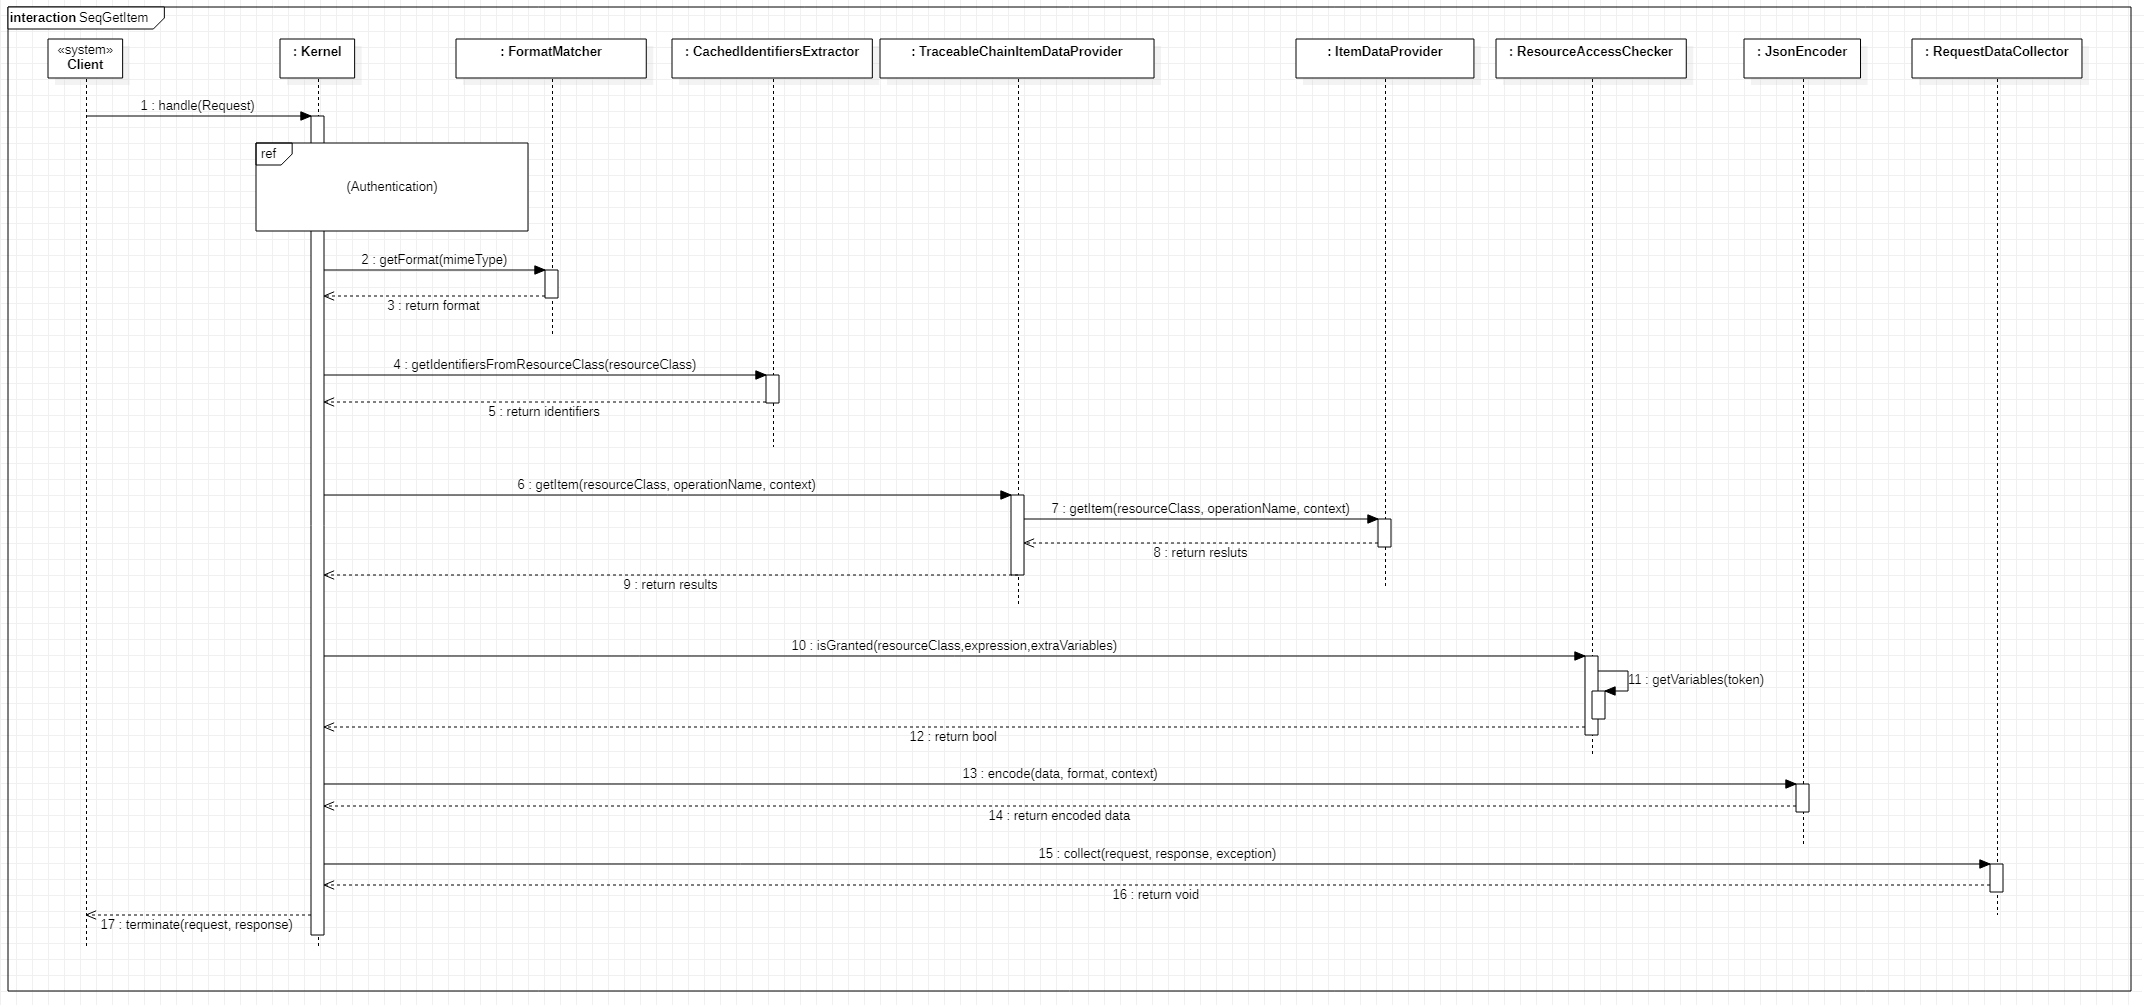 interaction SeqGetItem
«system»
Client
: Kernel
: FormatMatcher
: CachedIdentifiersExtractor
: TraceableChainItemDataProvider
: ItemDataProvider
: ResourceAccessChecker
: JsonEncoder
: RequestDataCollector
1 : handle(Request)
ref
(Authentication)
2 : getFormat(mimeType)
3 : return format
4 : getIdentifiersFromResourceClass(resourceClass)
5 : return identifiers
6 : getItem(resourceClass, operationName, context)
7 : getItem(resourceClass, operationName, context)
8 : return resluts
9 : return results
10 : isGranted(resourceClass,expression,extraVariables)
11 : getVariables(token)
12 : return bool
13 : encode(data, format, context)
14 : return encoded data
15 : collect(request, response, exception)
16 : return void
17 : terminate(request, response)